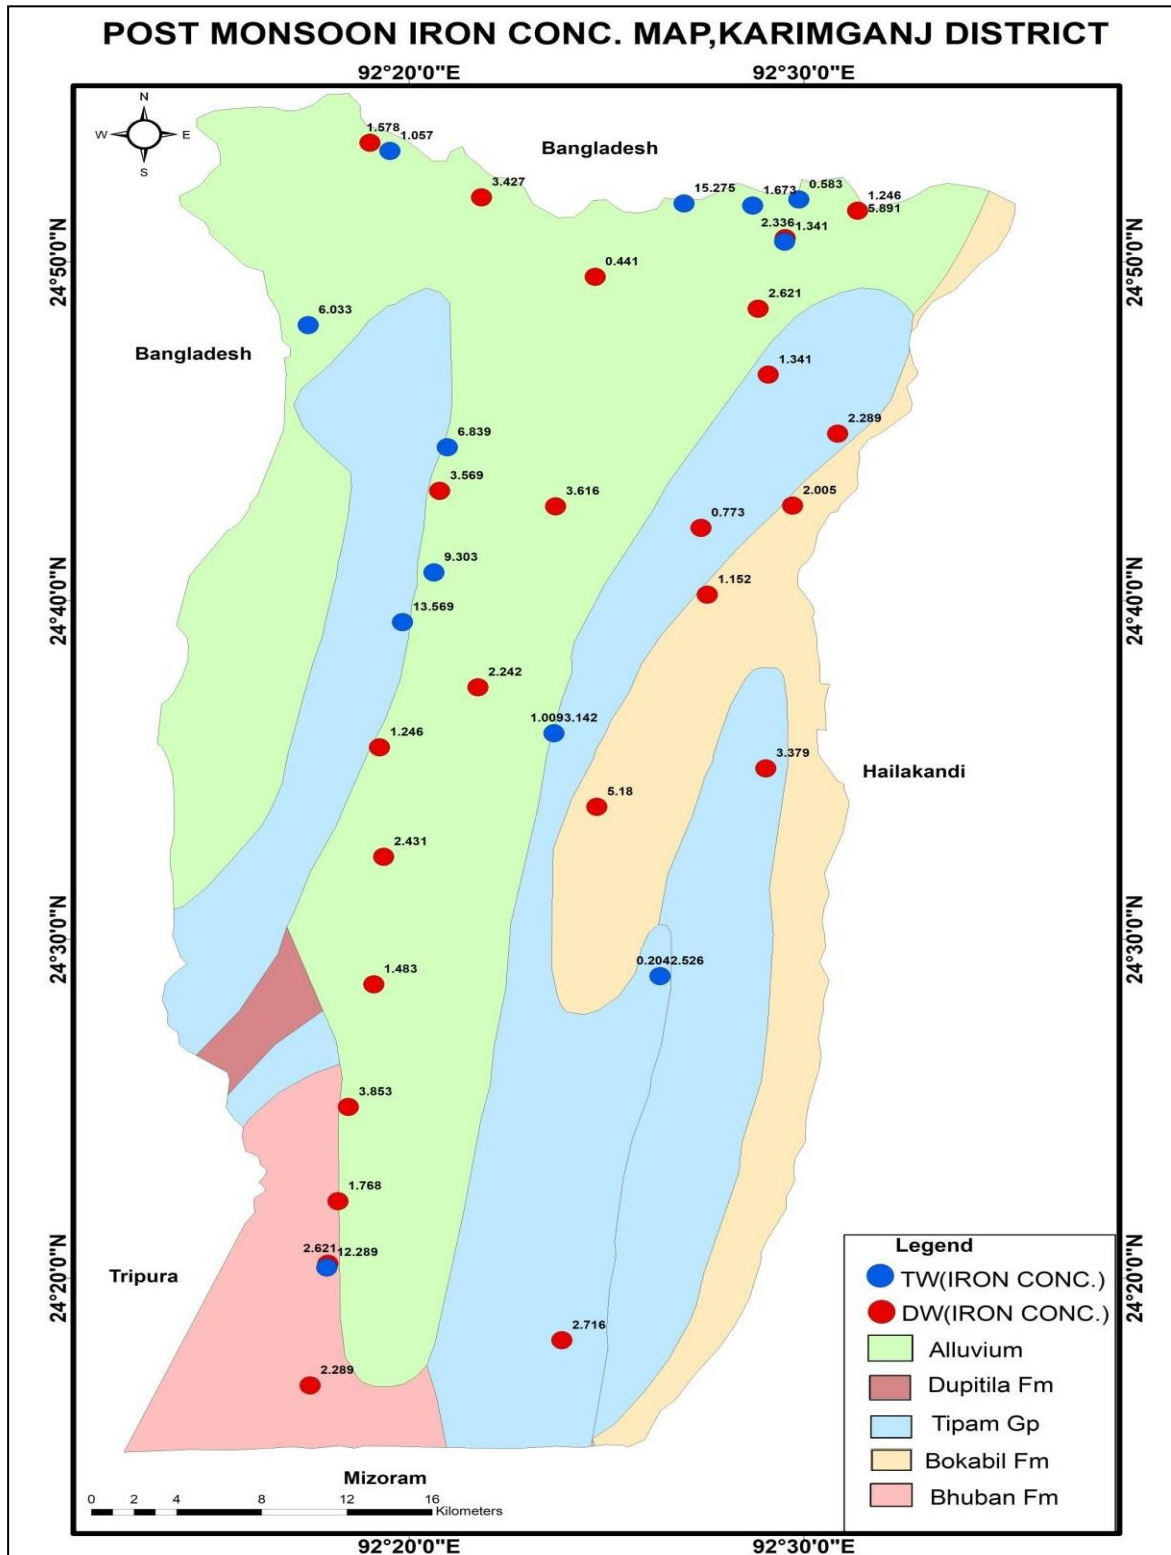 POST MONSOON IRON CONC. MAP,KARIMGANJ DISTRICT
92°20'0"E 92°30'0"E
N
W E
S
1.578
1.057
Bangladesh
3.427
15.275
1.673
0.583
1.246
5.891
2.336 1.341
24°50'0"N 24°50'0"N
0.441
2.621
6.033
Bangladesh
1.341
2.289
6.839
3.569
3.616
2.005
0.773
9.303
1.152
24°40'0"N 24°40'0"N
13.569
2.242
1.0093.142
1.246
3.379
Hailakandi
5.18
2.431
24°30'0"N 24°30'0"N
0.2042.526
1.483
3.853
1.768
2.621 12.289
Tripura
24°20'0"N 24°20'0"N
2.716
2.289
Legend
TW(IRON CONC.)
DW(IRON CONC.)
Alluvium
Dupitila Fm
Tipam Gp
Bokabil Fm
Bhuban Fm
Mizoram
0 2 4 8 12 16
Kilometers
92°20'0"E 92°30'0"E